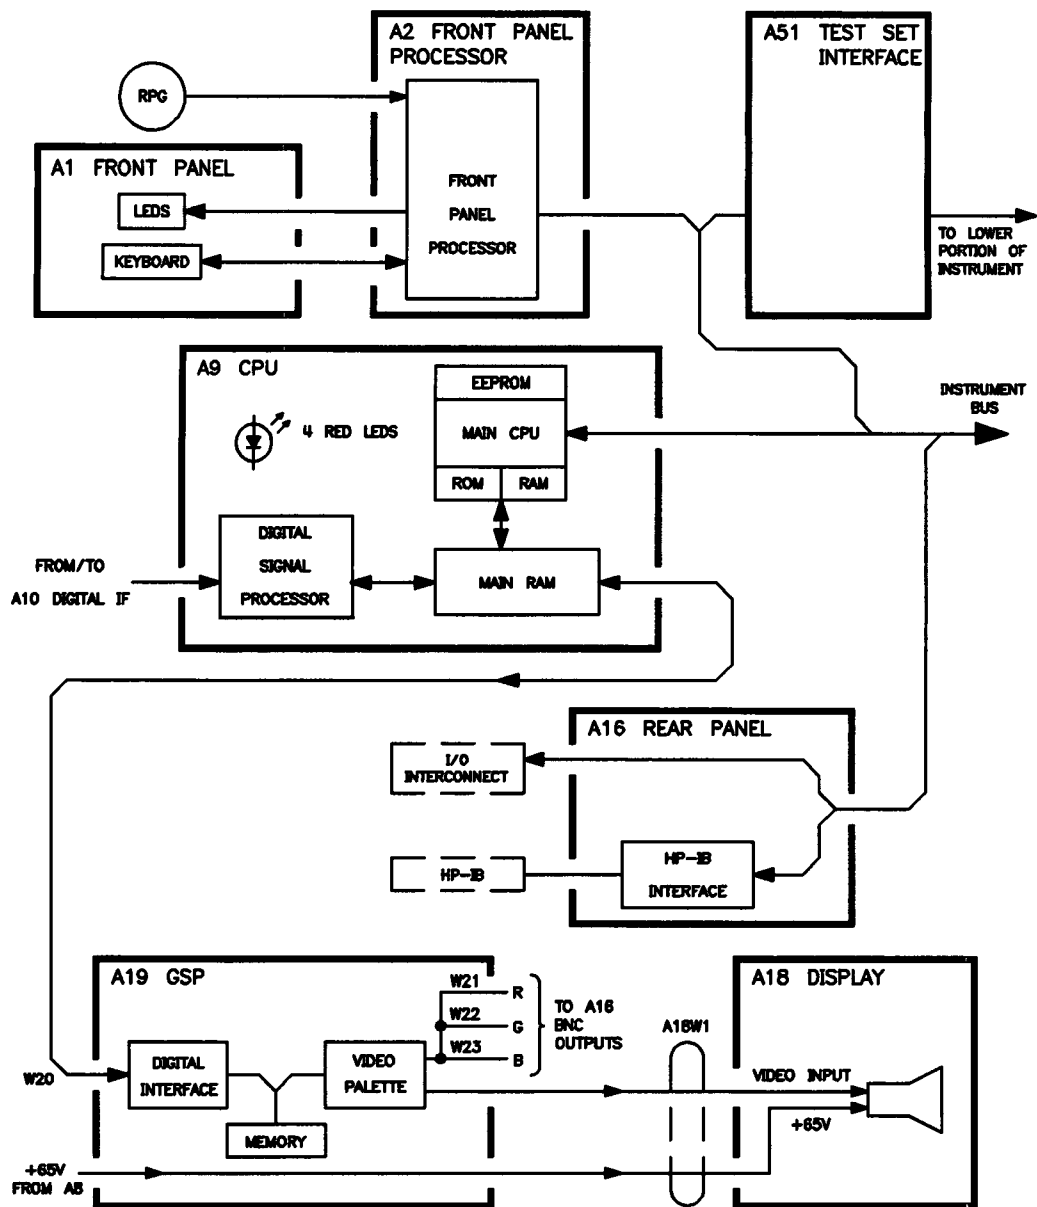 A2 FRONT PANEL
PROCESSOR
A51 TEST SET
INTERFACE
RPG
A1 FRONT PANEL
LEDS
KEYBOARD
FRONT
PANEL
PROCESSOR
TO LOWER
PORTION OF
INSTRUMENT
A9 CPU
4 RED LEDS
EEPROM
MAIN CPU
ROM
RAM
INSTRUMENT
BUS
DIGITAL
SIGNAL
PROCESSOR
MAIN RAM
FROM/TO
A10 DIGITAL IF
A16 REAR PANEL
I/O
INTERCONNECT
HP-IB
HP-IB
INTERFACE
A19 GSP
W21
R
W22
G
W23
B
TO A16
BNC
OUTPUTS
A18W1
A18 DISPLAY
W20
DIGITAL
INTERFACE
VIDEO
PALETTE
MEMORY
VIDEO INPUT
+65V
+65V
FROM A8